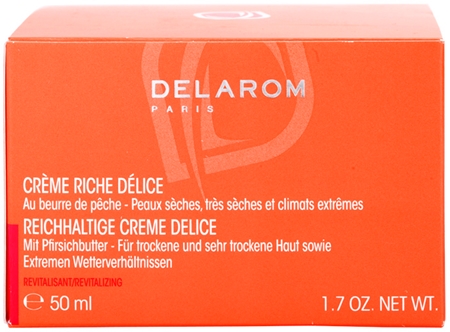 DELAROM
PARIS
CRÈME RICHE DÉLICE
Au beurre de pêche - Peaux sèches, très sèches et climats extrêmes
REICHHALTIGE CREME DELICE
Mit Pfirsichbutter - Für trockene und sehr trockene Haut sowie
Extremen Wetterverhältnissen
REVITALISANT/REVITALIZING
℮ 50 ml
1.7 OZ. NET WT.